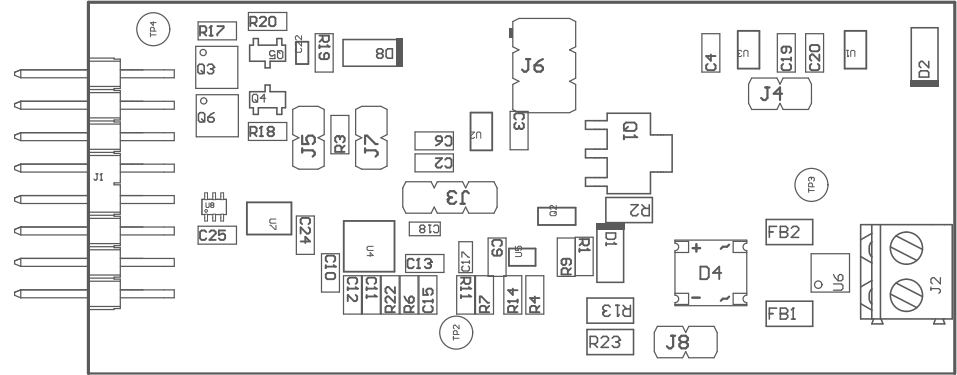 TP4
R17
R20
Q5
C22
R19
D8
J6
C4
U3
C19
C20
U1
D2
Q3
J4
Q4
Q6
R18
J5
R3
J7
C6
U2
C3
Q1
C2
J1
TP3
J3
U8
R2
Q2
C25
U7
C24
C18
FB2
D1
U4
C9
U5
R1
C10
C13
C17
R9
+
~
D4
-
~
U6
J2
C12
C11
R22
R6
C15
R11
R7
R14
R4
R13
FB1
TP2
R23
J8